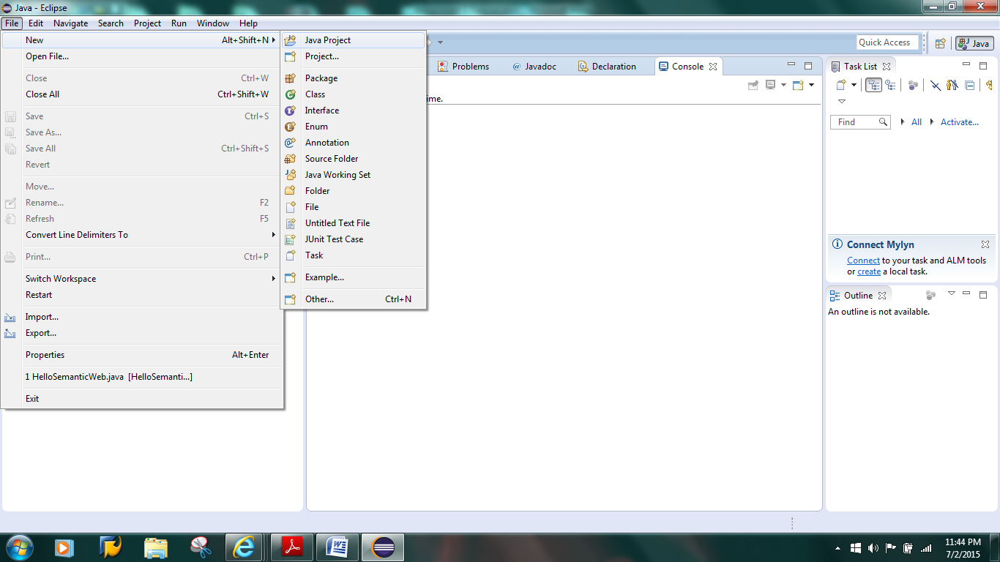 Java - Eclipse
File Edit Navigate Search Project Run Window Help
New Alt+Shift+N
Open File...
Close Ctrl+W
Close All Ctrl+Shift+W
Save Ctrl+S
Save As...
Save All Ctrl+Shift+S
Revert
Move...
Rename... F2
Refresh F5
Convert Line Delimiters To
Print... Ctrl+P
Switch Workspace
Restart
Import...
Export...
Properties Alt+Enter
1 HelloSemanticWeb.java [HelloSemanti...]
Exit
Java Project
Project...
Package
Class
Interface
Enum
Annotation
Source Folder
Java Working Set
Folder
File
Untitled Text File
JUnit Test Case
Task
Example...
Other... Ctrl+N
Quick Access
Java
Problems @ Javadoc Declaration Console
ime.
Task List
Find All Activate...
Connect Mylyn
Connect to your task and ALM tools
or create a local task.
Outline
An outline is not available.
11:44 PM
7/2/2015